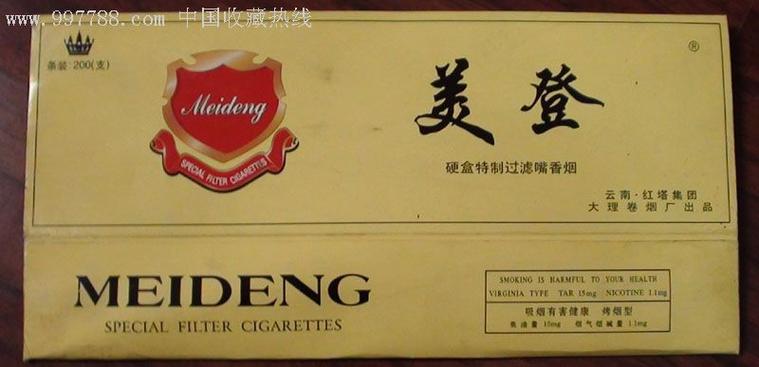 www.997788.com 中国收藏热线
条装:200(支)
Meideng
SPECIAL FILTER CIGARETTES
美登
®
硬盒特制过滤嘴香烟
云南·红塔集团
大理卷烟厂出品
MEIDENG
SPECIAL FILTER CIGARETTES
SMOKING IS HARMFUL TO YOUR HEALTH
VIRGINIA TYPE TAR 15mg NICOTINE 1.1mg
吸烟有害健康 烤烟型
焦油量 15mg 烟气烟碱量 1.1mg